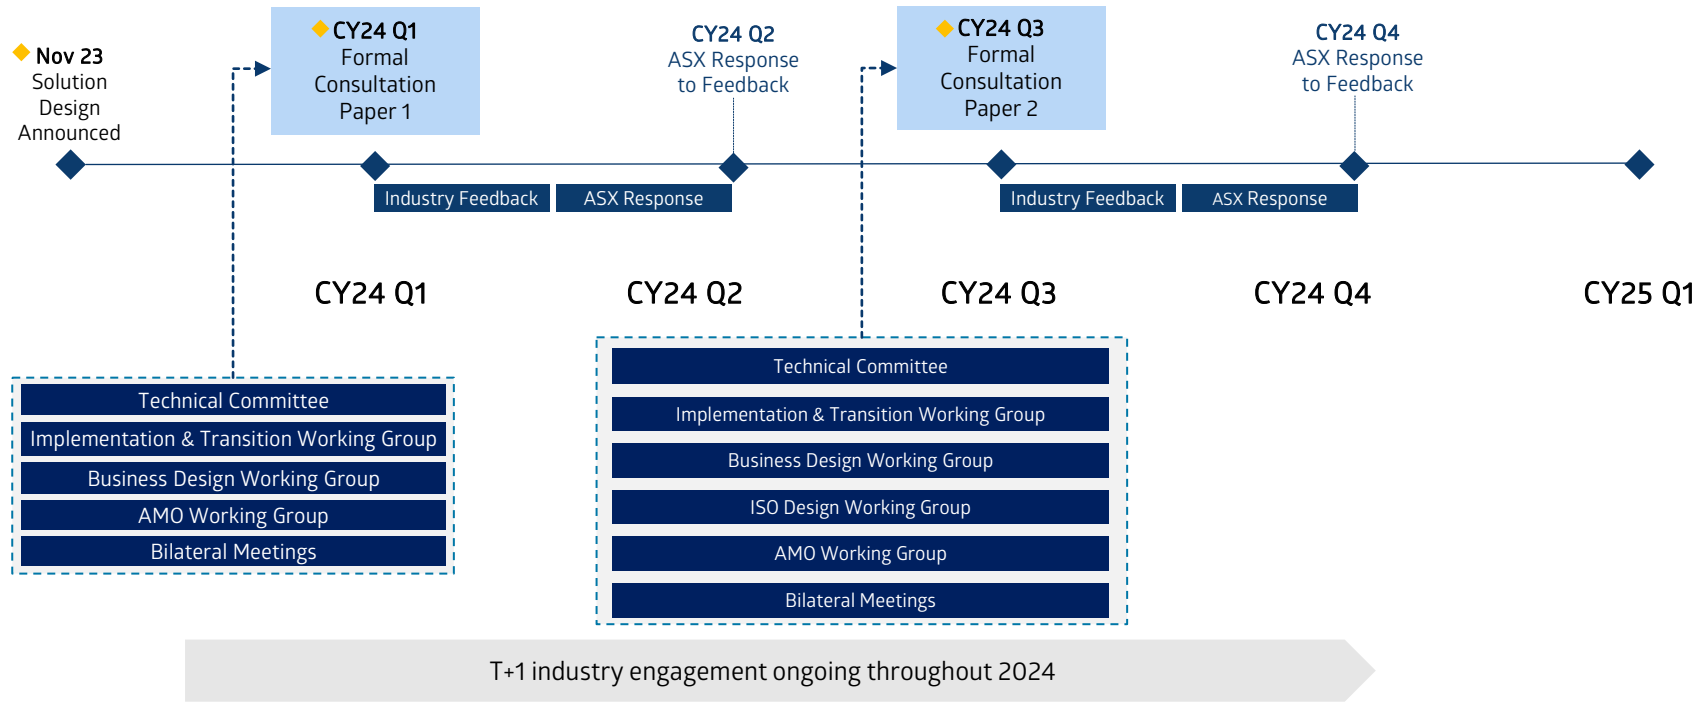 Nov 23
Solution
Design
Announced
CY24 Q1
Formal
Consultation
Paper 1
CY24 Q2
ASX Response
to Feedback
CY24 Q3
Formal
Consultation
Paper 2
CY24 Q4
ASX Response
to Feedback
Industry Feedback
ASX Response
Industry Feedback
ASX Response
CY24 Q1
CY24 Q2
CY24 Q3
CY24 Q4
CY25 Q1
Technical Committee
Implementation & Transition Working Group
Business Design Working Group
AMO Working Group
Bilateral Meetings
Technical Committee
Implementation & Transition Working Group
Business Design Working Group
ISO Design Working Group
AMO Working Group
Bilateral Meetings
T+1 industry engagement ongoing throughout 2024